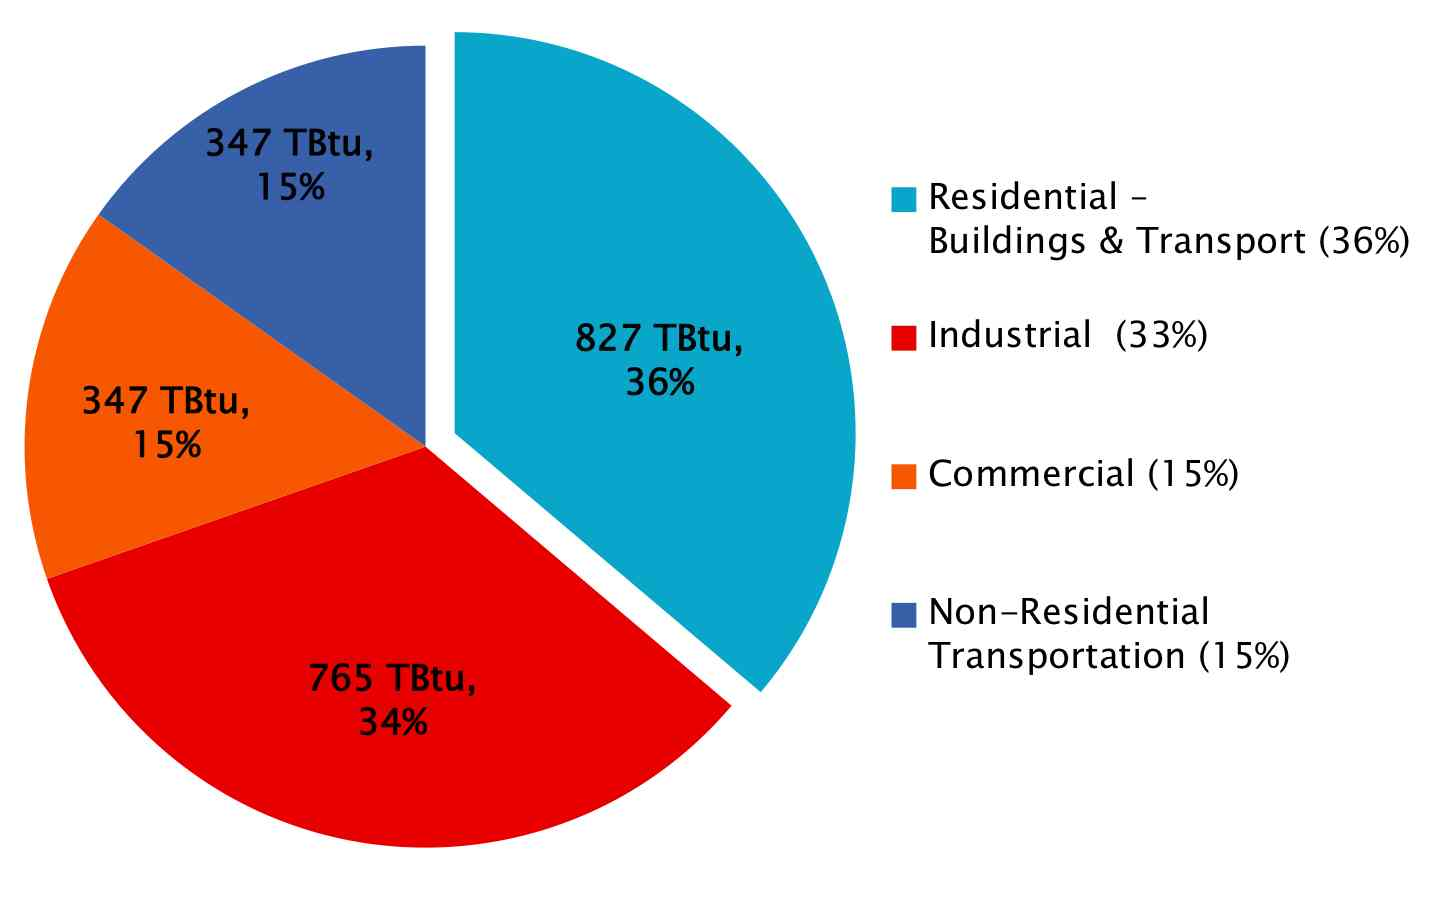 347 TBtu,
15%
827 TBtu,
36%
347 TBtu,
15%
765 TBtu,
34%
Residential –
Buildings & Transport (36%)
Industrial  (33%)
Commercial (15%)
Non–Residential
Transportation (15%)